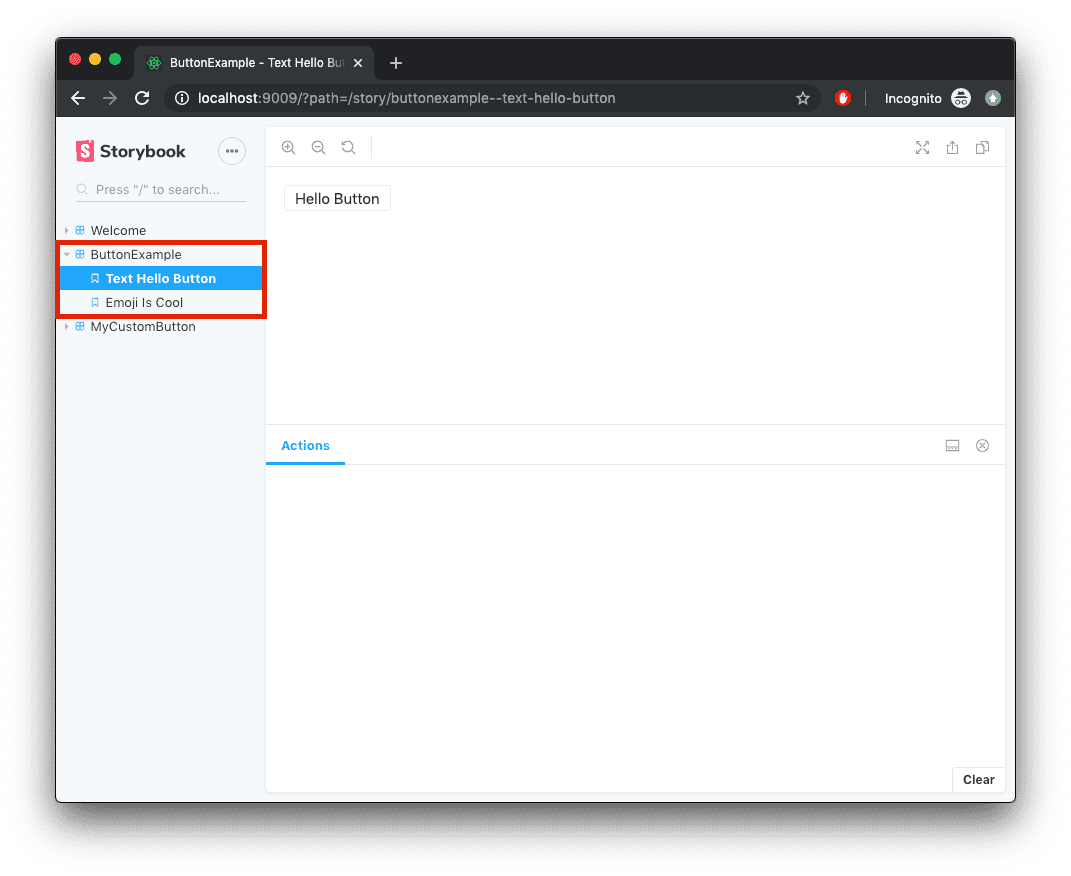 ButtonExample - Text Hello Bu
localhost:9009/?path=/story/buttonexample--text-hello-button
Incognito
Storybook
Press "/" to search...
Welcome
ButtonExample
Text Hello Button
Emoji Is Cool
MyCustomButton
Hello Button
Actions
Clear